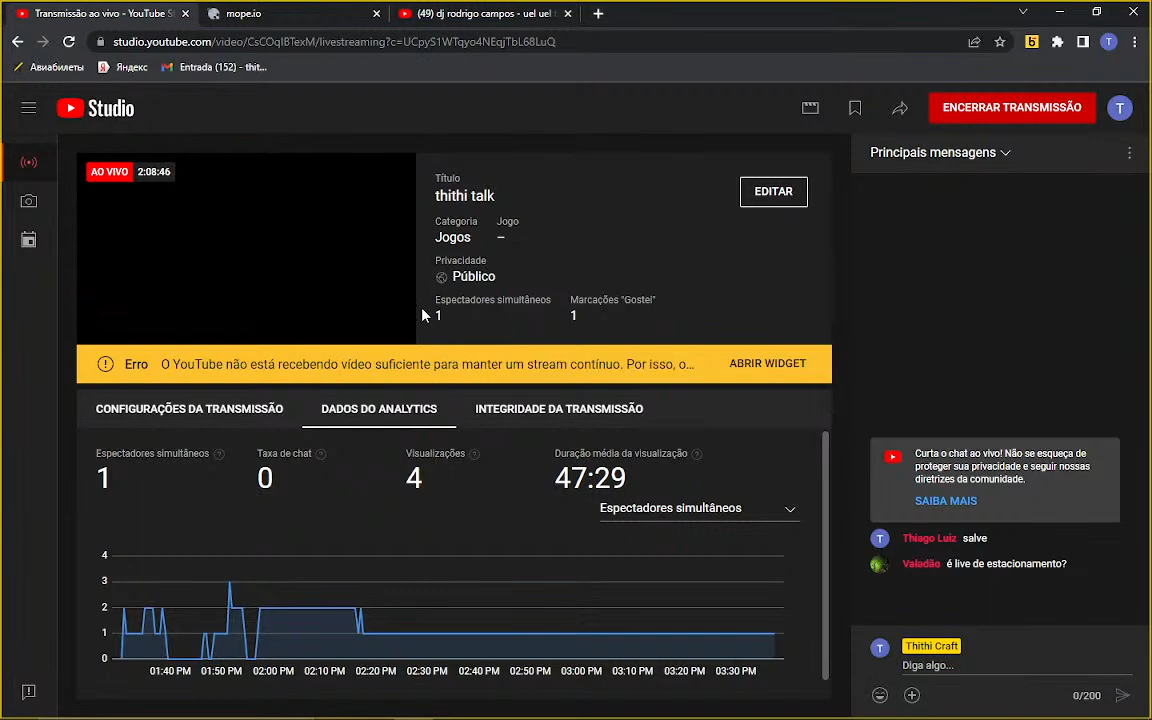 Transmissão ao vivo - YouTube S
mope.io
(49) dj rodrigo campos - uel uel
studio.youtube.com/video/CsCOqIBTexM/livestreaming?c=UCpyS1WTqyo4NEqjTbL68LuQ
Авиабилеты
Яндекс
Entrada (152) - thit...
Studio
ENCERRAR TRANSMISSÃO
T
AO VIVO 2:08:46
Título
thithi talk
EDITAR
Categoria Jogo
Jogos –
Privacidade
Público
Espectadores simultâneos Marcações "Gostei"
1 1
Erro O YouTube não está recebendo vídeo suficiente para manter um stream contínuo. Por isso, o... ABRIR WIDGET
CONFIGURAÇÕES DA TRANSMISSÃO DADOS DO ANALYTICS INTEGRIDADE DA TRANSMISSÃO
Espectadores simultâneos Taxa de chat Visualizações Duração média da visualização
1 0 4 47:29
Espectadores simultâneos
4
3
2
1
0
01:40 PM 01:50 PM 02:00 PM 02:10 PM 02:20 PM 02:30 PM 02:40 PM 02:50 PM 03:00 PM 03:10 PM 03:20 PM 03:30 PM
Principais mensagens
Curta o chat ao vivo! Não se esqueça de
proteger sua privacidade e seguir nossas
diretrizes da comunidade.
SAIBA MAIS
T Thiago Luiz salve
Valadão é live de estacionamento?
T Thithi Craft
Diga algo...
0/200